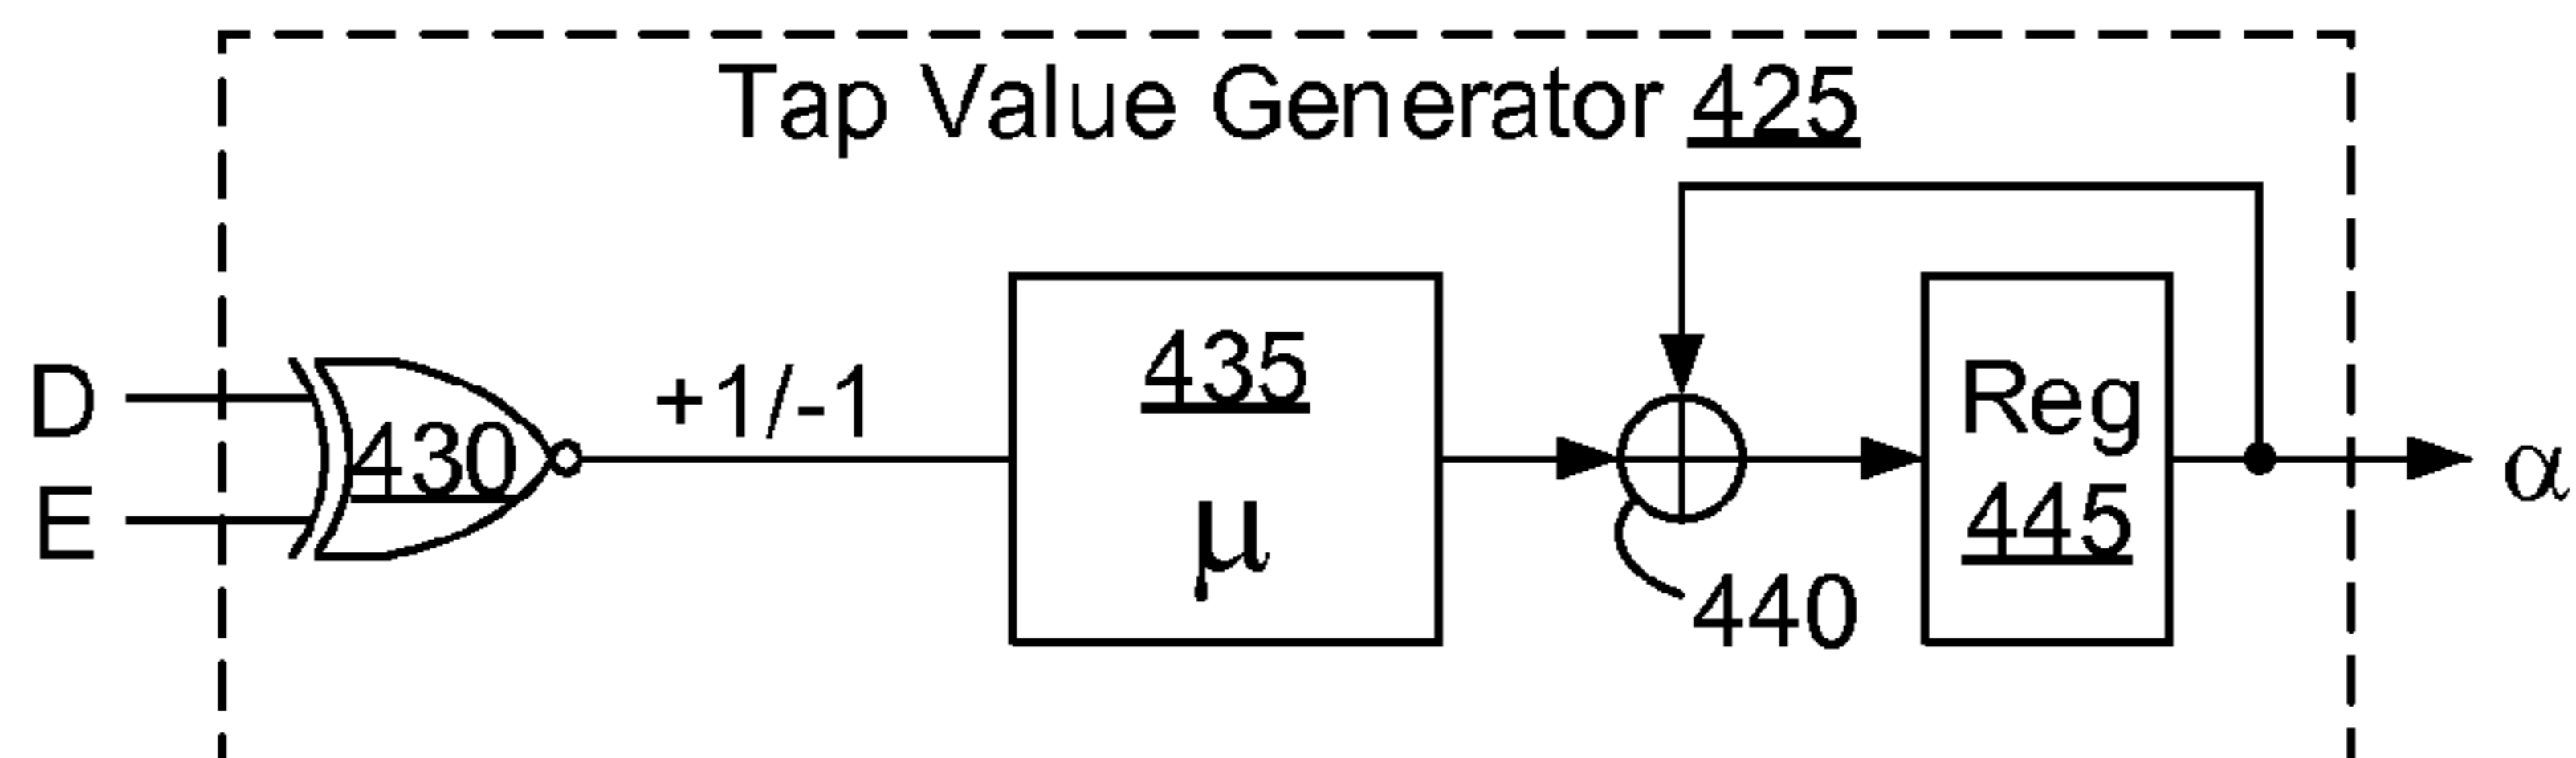 Tap Value Generator 425
D
E
430
+1/-1
435
μ
440
Reg
445
α